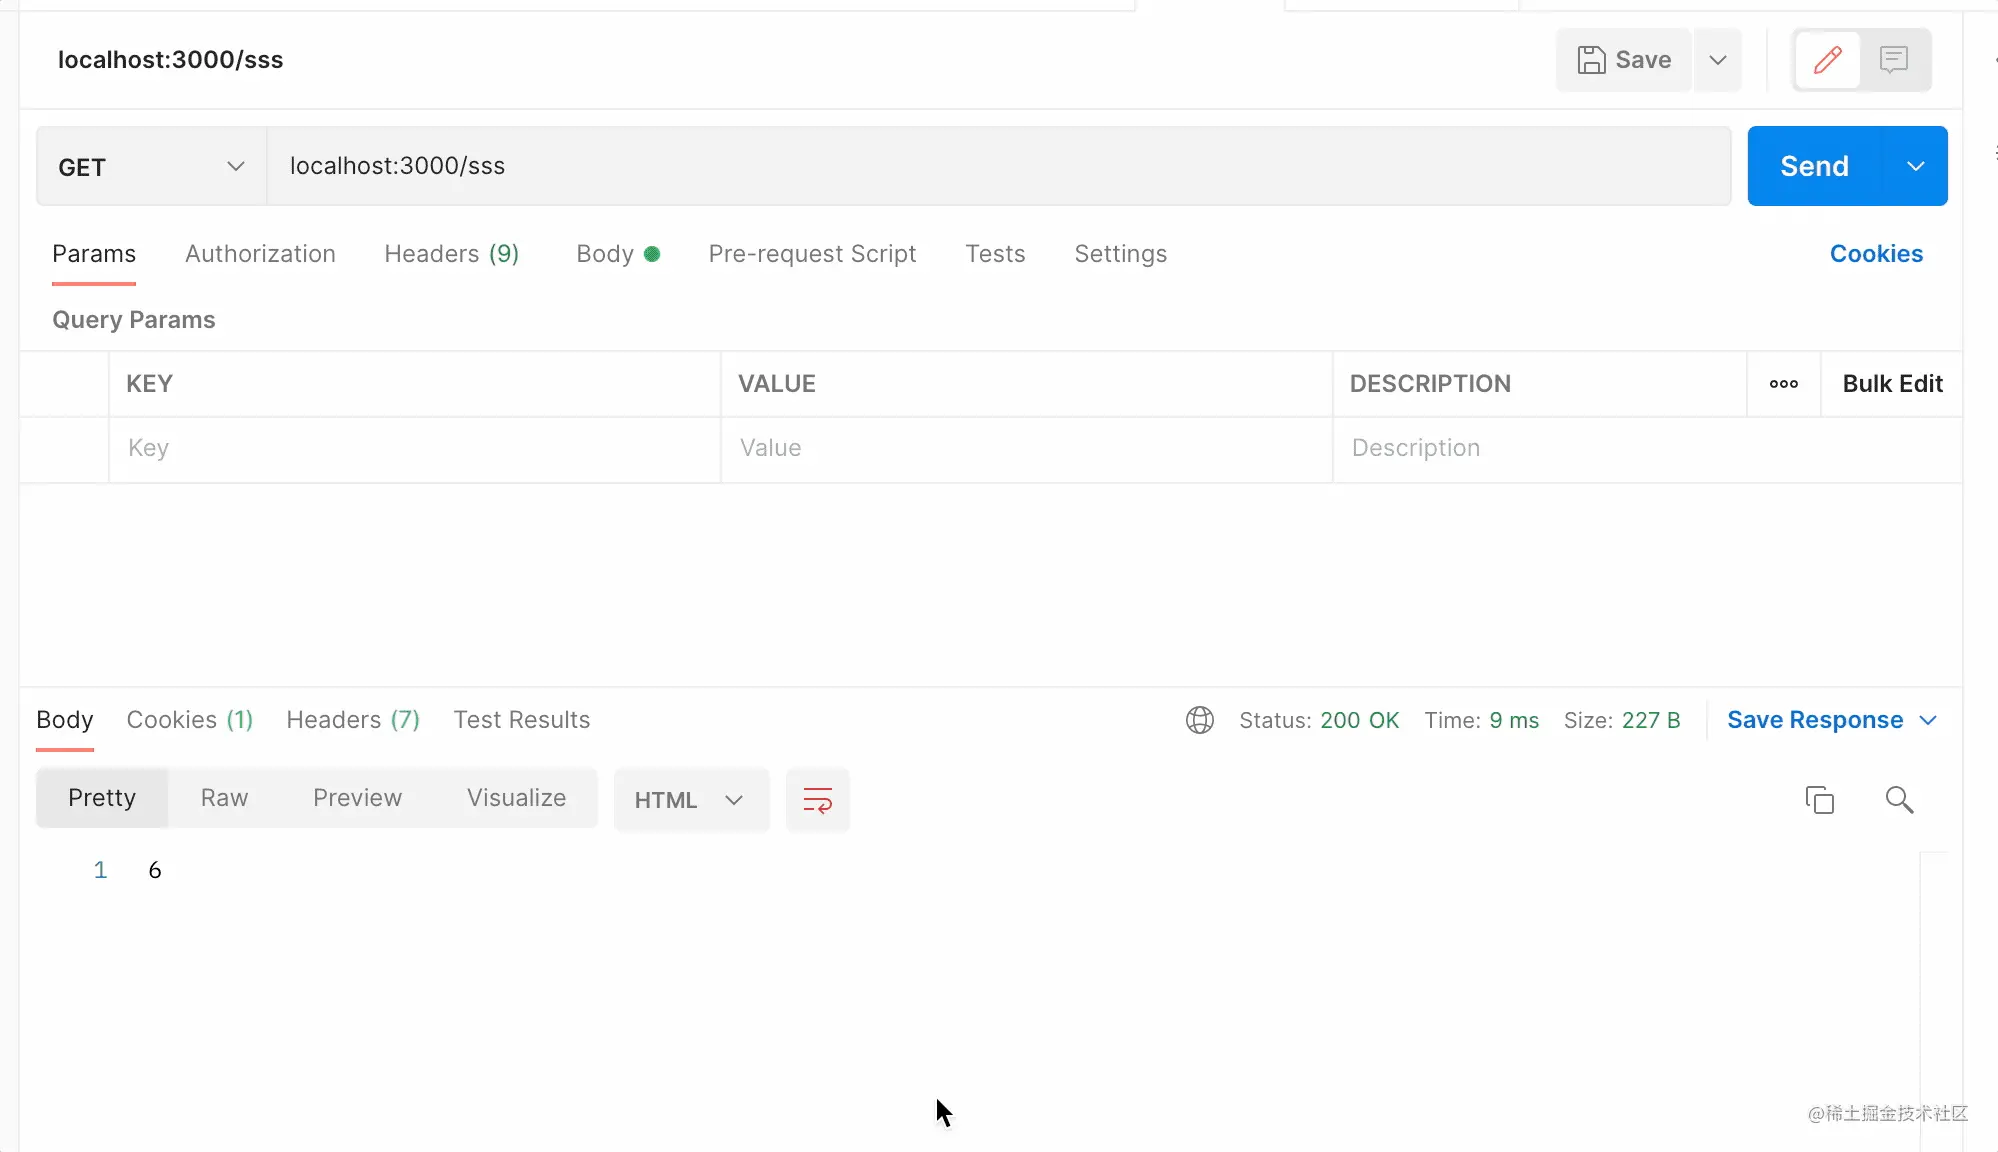 localhost:3000/sss Save
GET localhost:3000/sss Send
Params Authorization Headers (9) Body Pre-request Script Tests Settings Cookies
Query Params
KEY VALUE DESCRIPTION ooo Bulk Edit
Key Value Description
Body Cookies (1) Headers (7) Test Results Status: 200 OK Time: 9 ms Size: 227 B Save Response
Pretty Raw Preview Visualize HTML
1 6
@稀土掘金技术社区